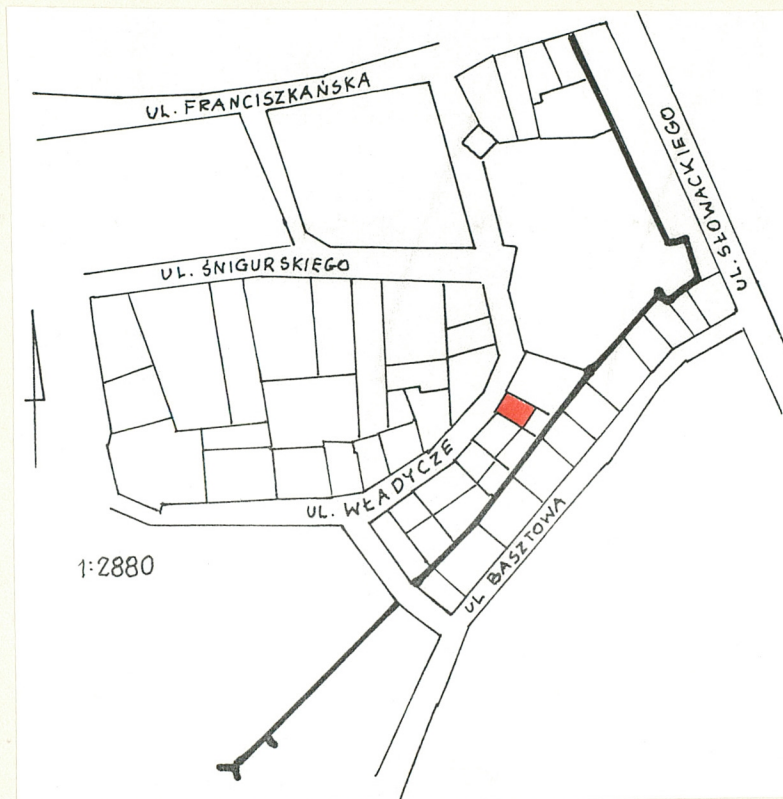 UL. FRANCISZKAŃSKA
UL. SŁOWACKIEGO
UL. ŚNIGURSKIEGO
UL. WŁADYCZE
UL BASZTOWA
1:2880